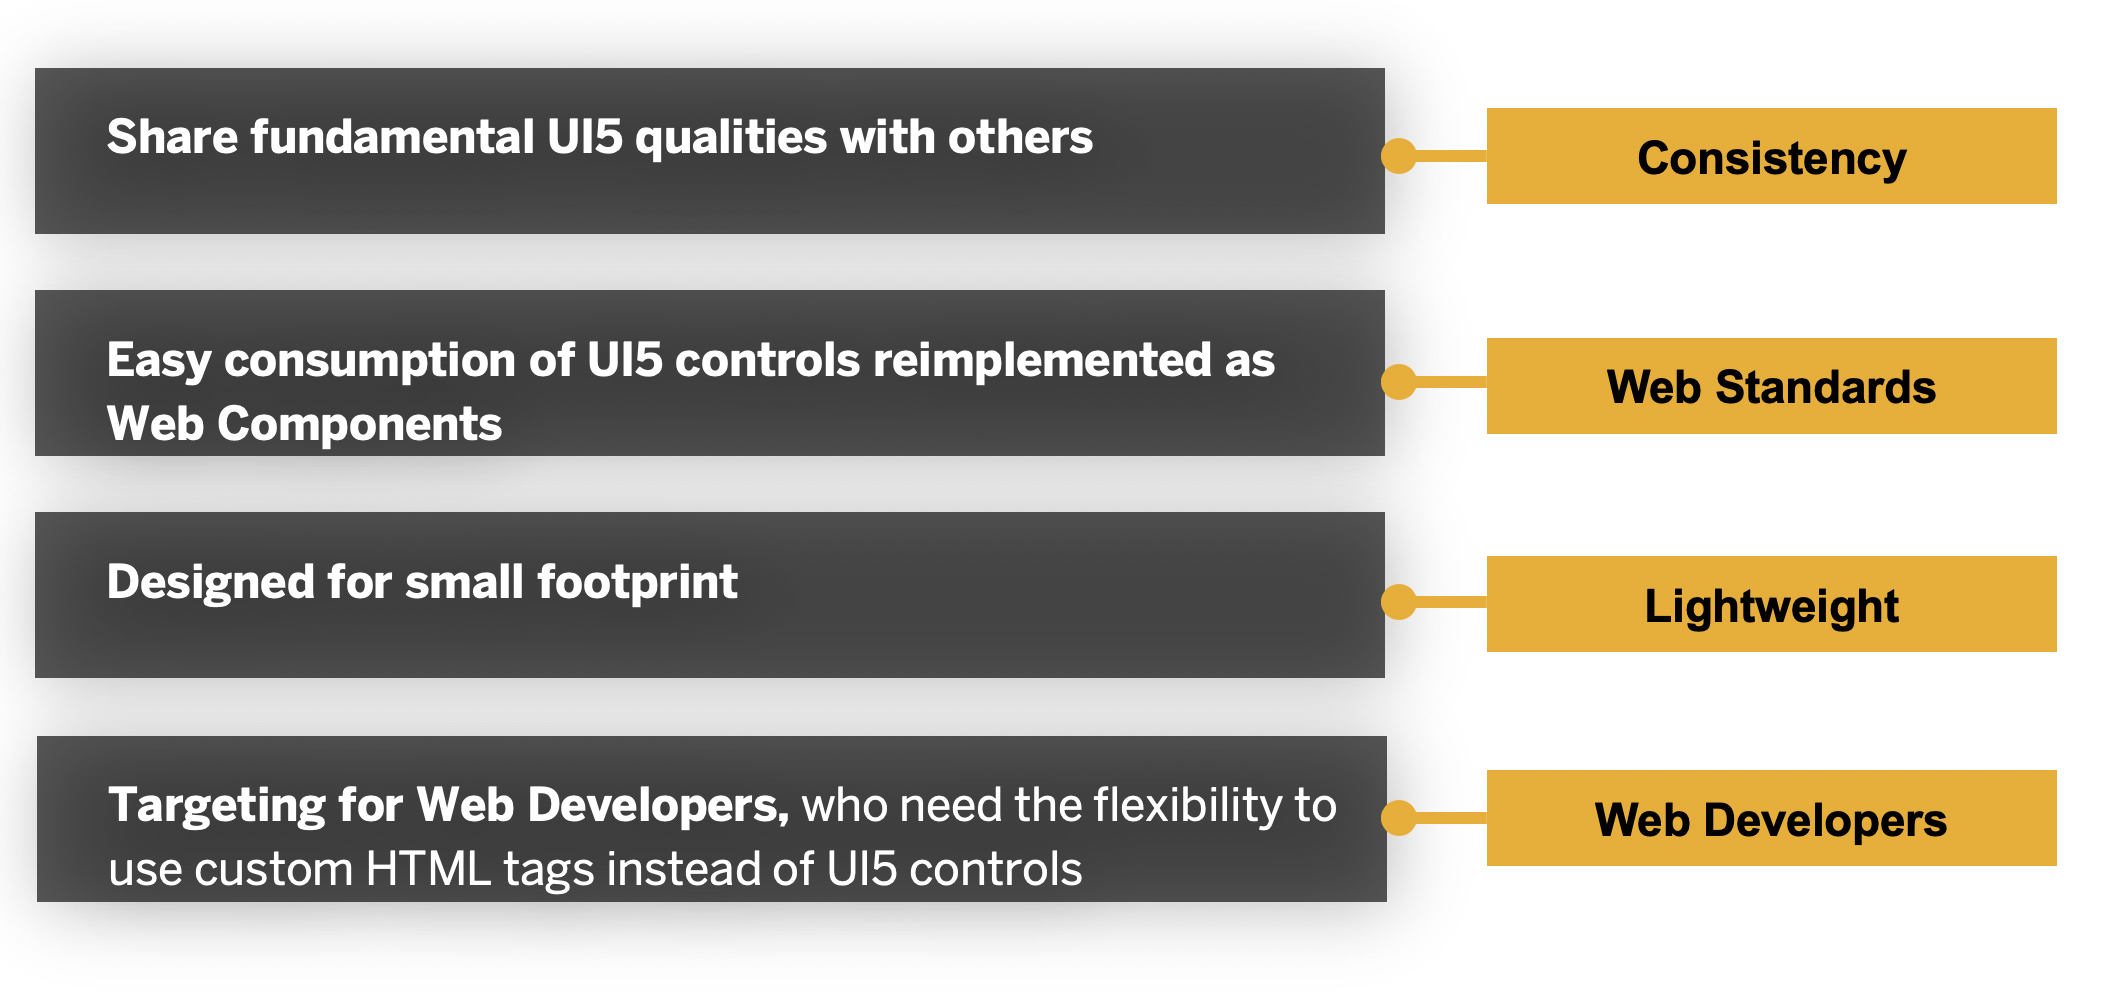 Share fundamental UI5 qualities with others
Consistency
Easy consumption of UI5 controls reimplemented as
Web Components
Web Standards
Designed for small footprint
Lightweight
Targeting for Web Developers, who need the flexibility to
use custom HTML tags instead of UI5 controls
Web Developers